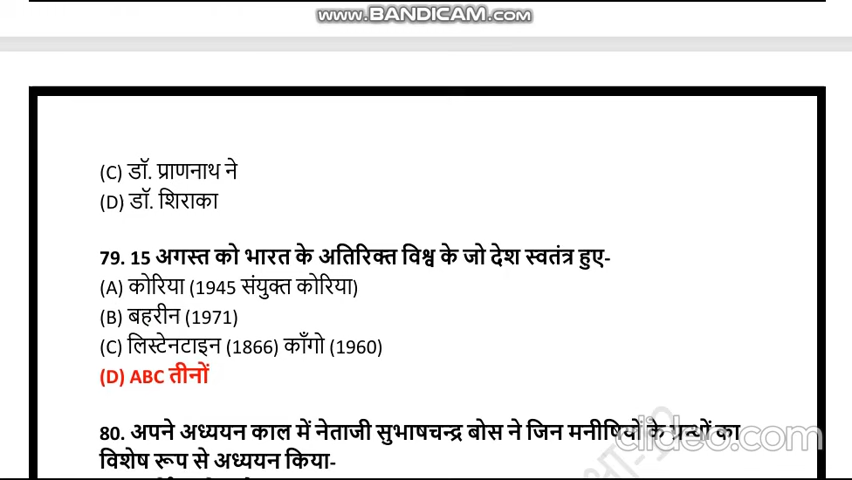 www.BANDICAM.com
(C) डॉ. प्राणनाथ ने
(D) डॉ. शिराका
79. 15 अगस्त को भारत के अतिरिक्त विश्व के जो देश स्वतंत्र हुए-
(A) कोरिया (1945 संयुक्त कोरिया)
(B) बहरीन (1971)
(C) लिस्टेनटाइन (1866) काँगो (1960)
(D) ABC तीनों
80. अपने अध्ययन काल में नेताजी सुभाषचन्द्र बोस ने जिन मनीषियों के ग्रन्थों का
clideo.com
विशेष रूप से अध्ययन किया-